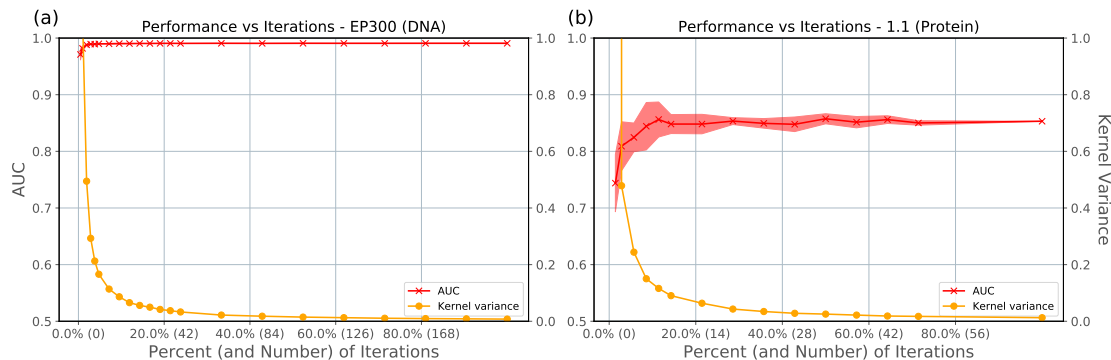 (a)
Performance vs Iterations - EP300 (DNA)
1.0
0.9
0.8
0.7
0.6
0.5
AUC
1.0
0.8
0.6
0.4
0.2
0.0
AUC
Kernel variance
0.0% (0)
20.0% (42)
40.0% (84)
60.0% (126)
80.0% (168)
Percent (and Number) of Iterations
(b)
Performance vs Iterations - 1.1 (Protein)
1.0
0.9
0.8
0.7
0.6
0.5
1.0
0.8
0.6
0.4
0.2
0.0
Kernel Variance
AUC
Kernel variance
0.0% (0)
20.0% (14)
40.0% (28)
60.0% (42)
80.0% (56)
Percent (and Number) of Iterations